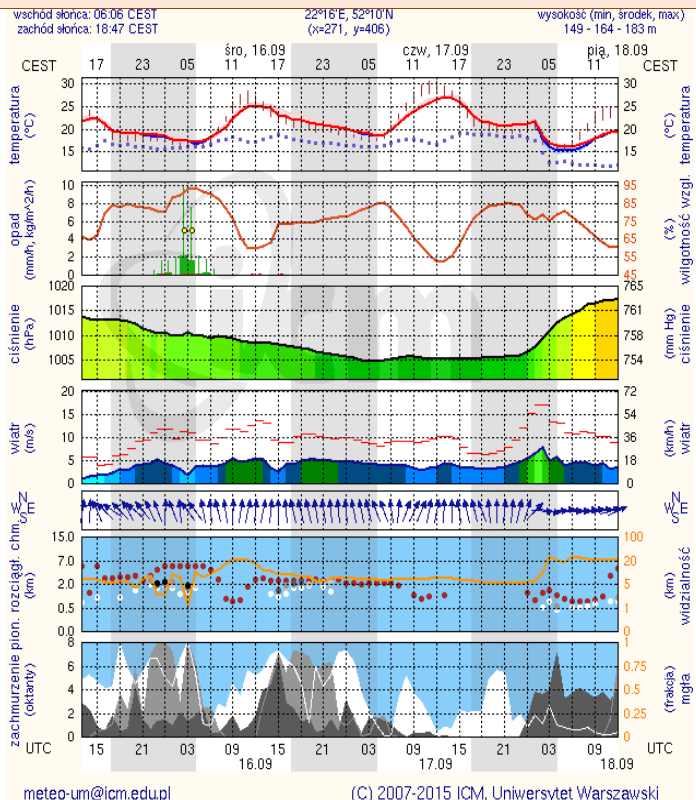 wschód słońca: 06:06 CEST
22°16'E, 52°10'N
wysokość (min, środek, max)
zachód słońca: 18:47 CEST
(x=271, y=406)
149 - 164 - 183 m
śro, 16.09 czw, 17.09 pią, 18.09
CEST 17 23 05 11 17 23 05 11 17 23 05 11 CEST
temperatura
(°C)
30
25
20
15
30
25
20
15
(°C)
temperatura
opad
(mm/h, kg/m^2/h)
10
8
6
4
2
0
95
85
75
65
55
45
(%)
wilgotność wzgl.
ciśnienie
(hPa)
1020
1015
1010
1005
765
761
758
754
(mm Hg)
ciśnienie
wiatr
(m/s)
20
15
10
5
0
72
54
36
18
0
(km/h)
wiatr
N
W E
S
N
W E
S
rozciągł. chm.
pion.
(km)
15.0
7.0
2.0
0.5
0.0
100
20
5
1
0
(km)
widzialność
zachmurzenie
(oktanty)
8
6
4
2
0
1
0.75
0.5
0.25
0
(frakcja)
mgła
UTC 15 21 03 09 15 21 03 09 15 21 03 09 UTC
16.09 17.09 18.09
meteo-um@icm.edu.pl
(C) 2007-2015 ICM, Uniwersytet Warszawski
icm